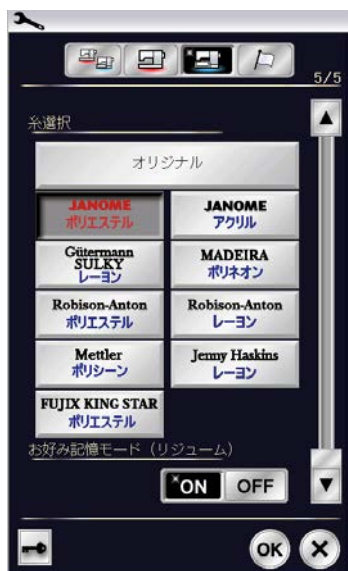 5/5
糸選択
オリジナル
JANOME
ポリエステル
JANOME
アクリル
Gütermann
SULKY
レーヨン
MADEIRA
ポリネオン
Robison-Anton
ポリエステル
Robison-Anton
レーヨン
Mettler
ポリシーン
Jenny Haskins
レーヨン
FUJIX KING STAR
ポリエステル
お好み記憶モード（リジューム）
ON
OFF
OK